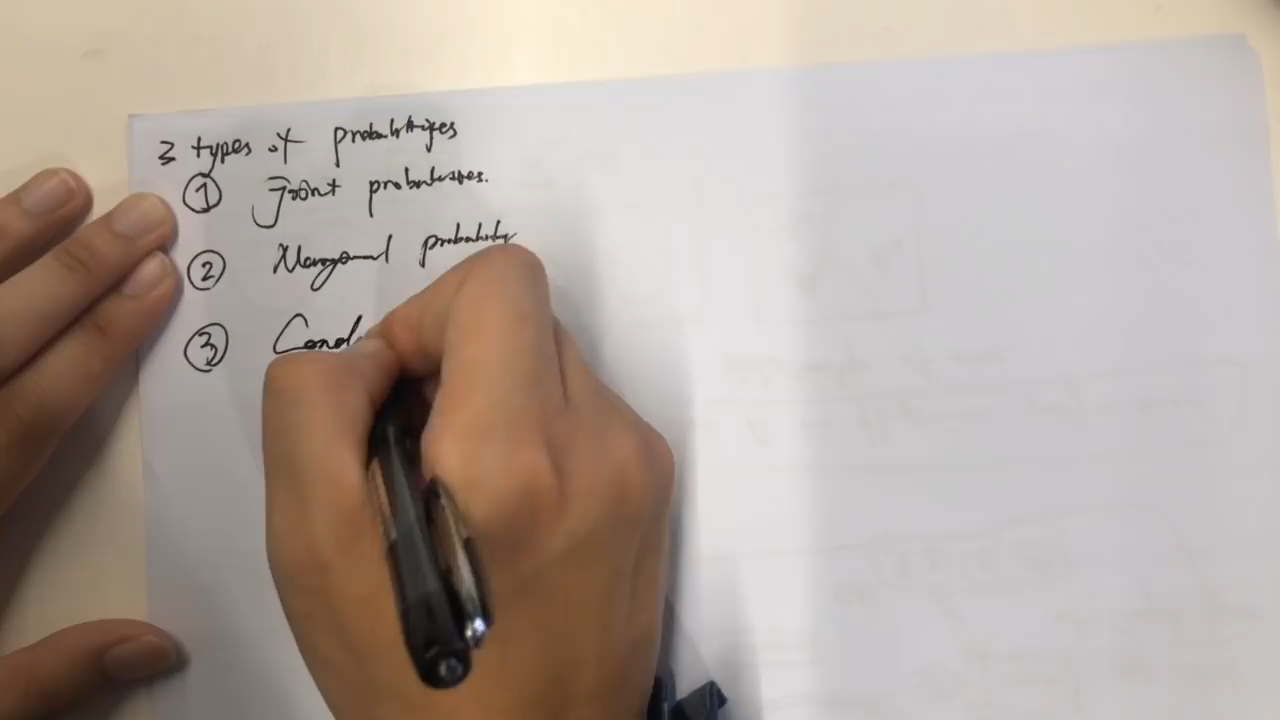 3 types of probabilities
① Joint probabilities.
② Marginal probability
③ Cond